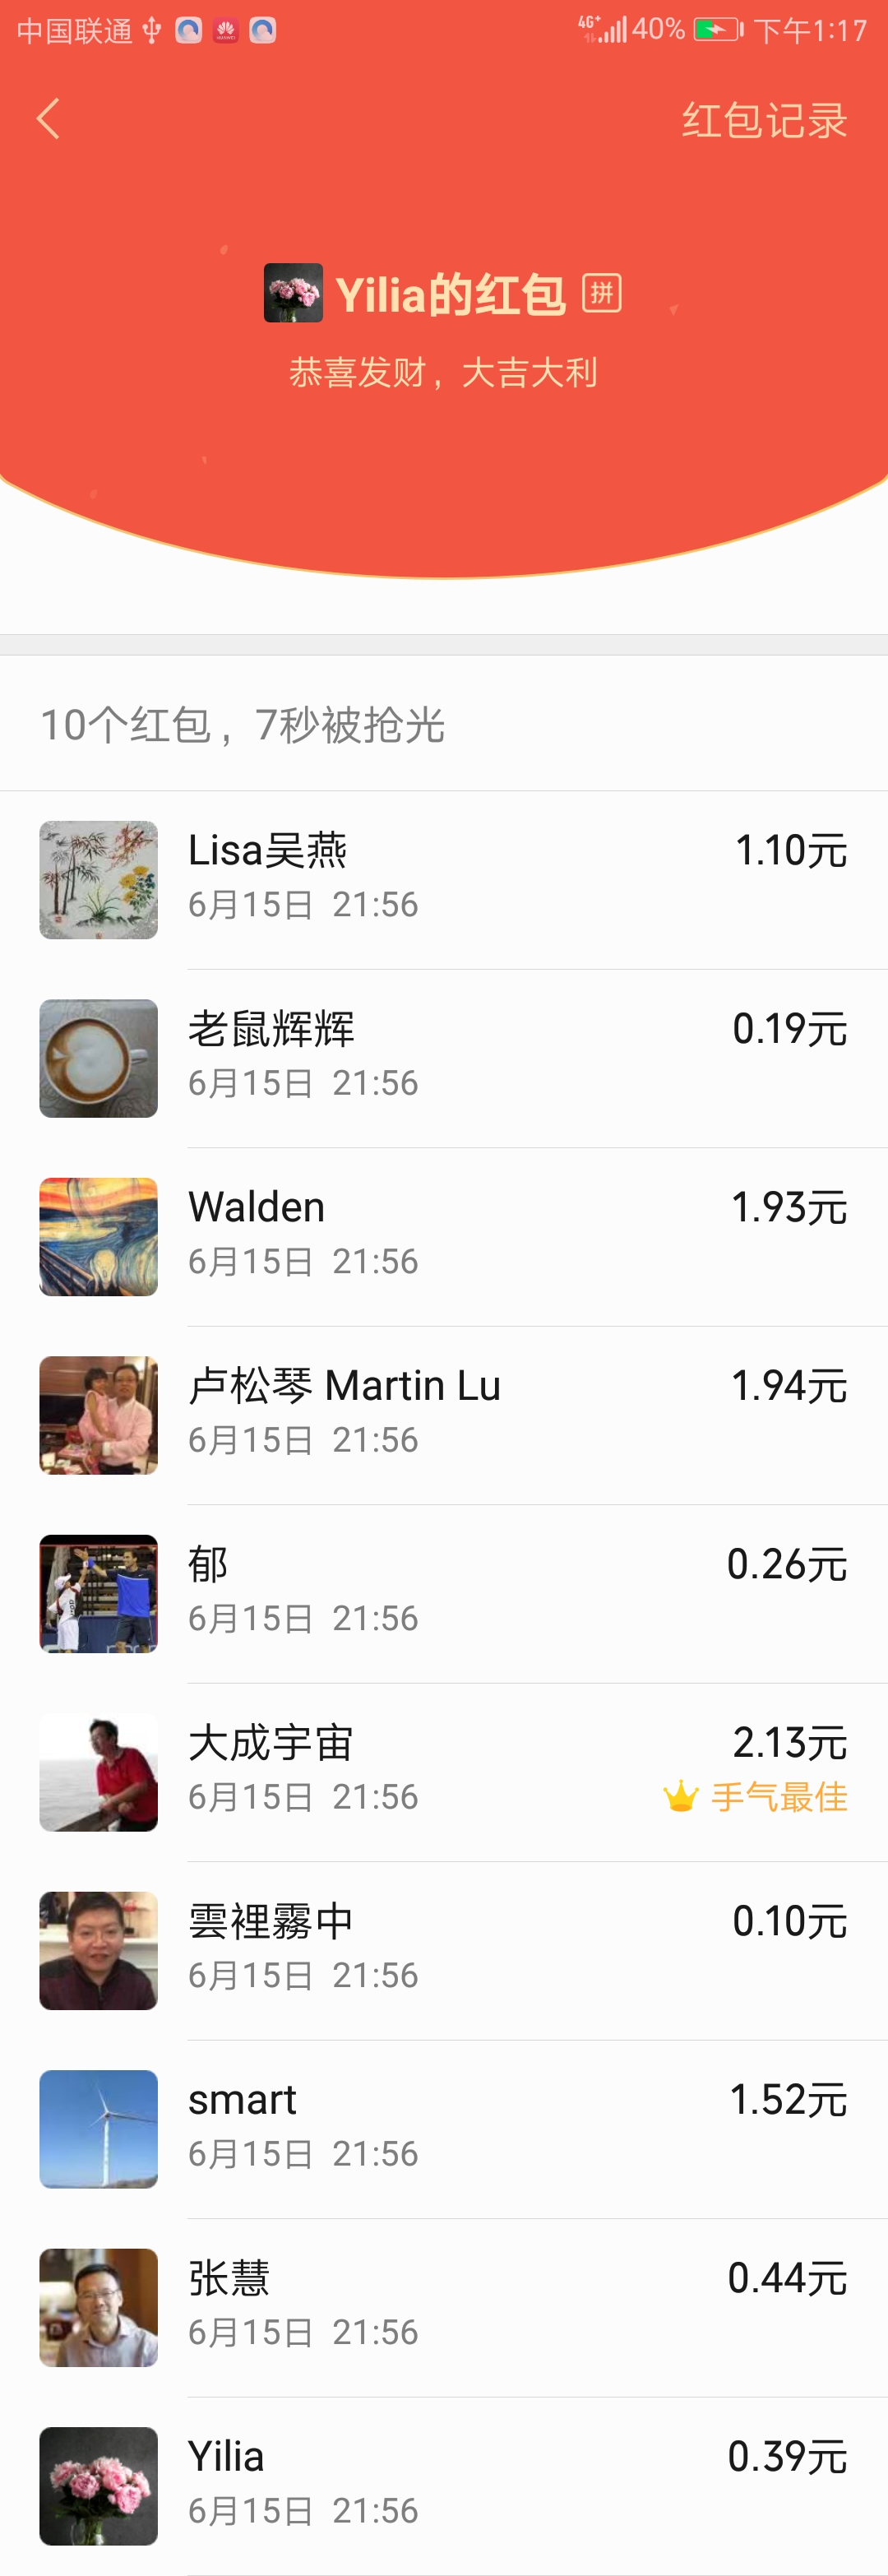 中国联通 4G+ 40% 下午1:17
红包记录
Yilia的红包 拼
恭喜发财，大吉大利
10个红包，7秒被抢光
Lisa吴燕 1.10元
6月15日 21:56
老鼠辉辉 0.19元
6月15日 21:56
Walden 1.93元
6月15日 21:56
卢松琴 Martin Lu 1.94元
6月15日 21:56
郁 0.26元
6月15日 21:56
大成宇宙 2.13元
6月15日 21:56 手气最佳
雲裡霧中 0.10元
6月15日 21:56
smart 1.52元
6月15日 21:56
张慧 0.44元
6月15日 21:56
Yilia 0.39元
6月15日 21:56